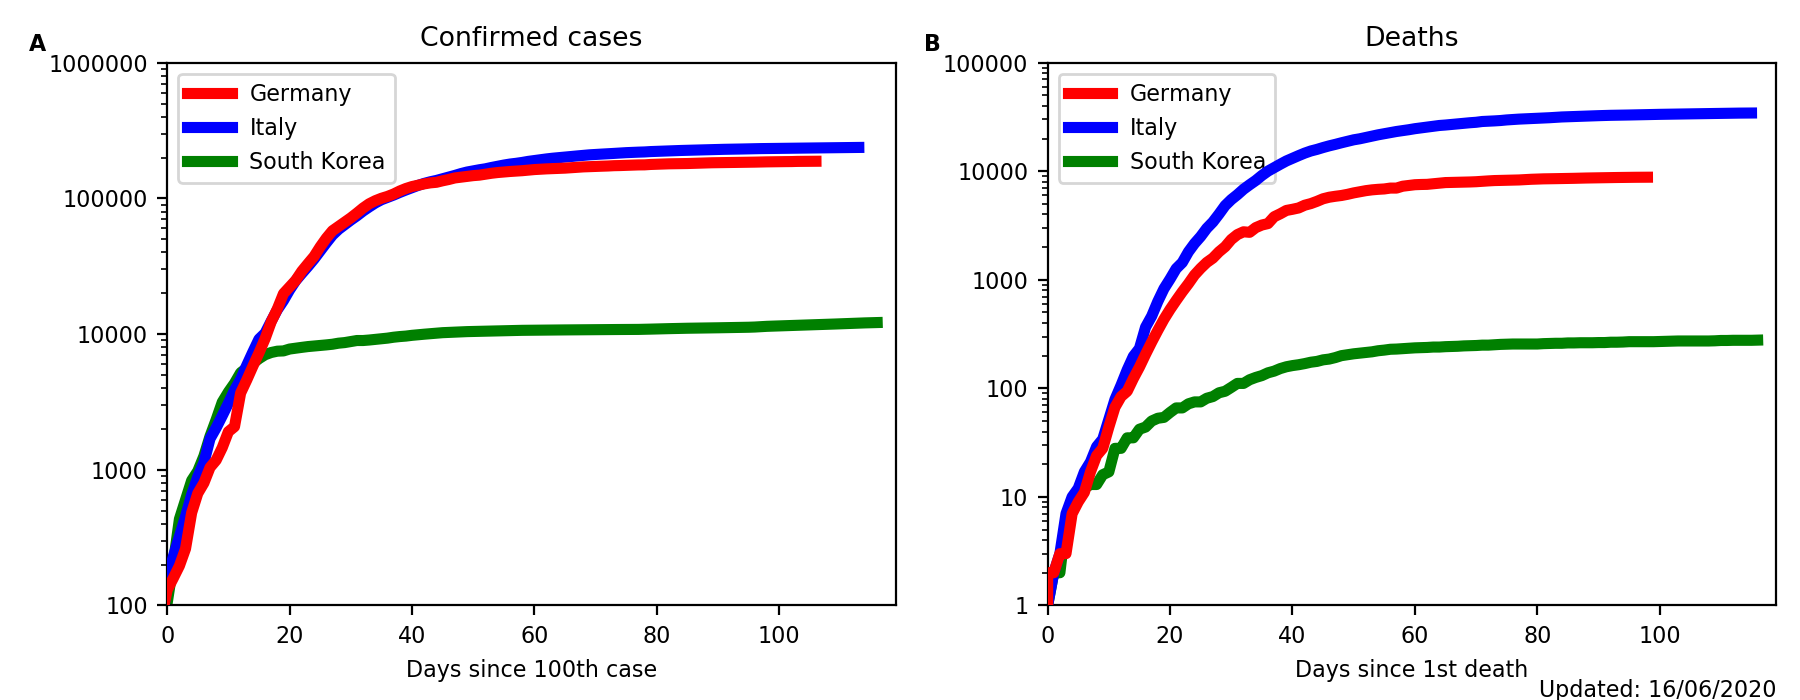 A
Confirmed cases
1000000
100000
10000
1000
100
Germany
Italy
South Korea
0 20 40 60 80 100
Days since 100th case
B
Deaths
100000
10000
1000
100
10
1
Germany
Italy
South Korea
0 20 40 60 80 100
Days since 1st death
Updated: 16/06/2020